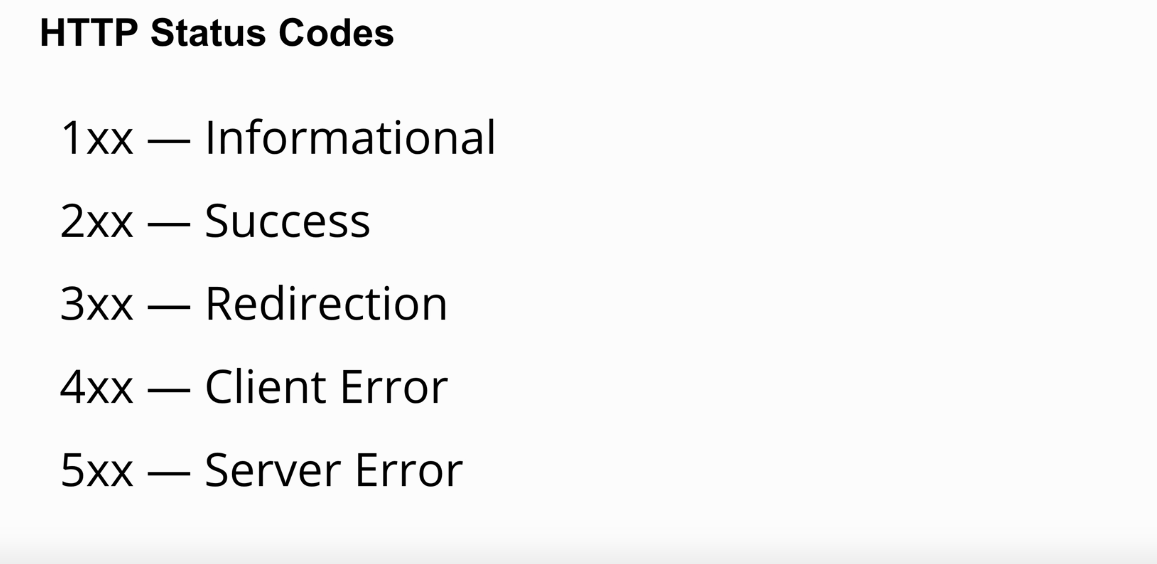 HTTP Status Codes
1xx — Informational
2xx — Success
3xx — Redirection
4xx — Client Error
5xx — Server Error